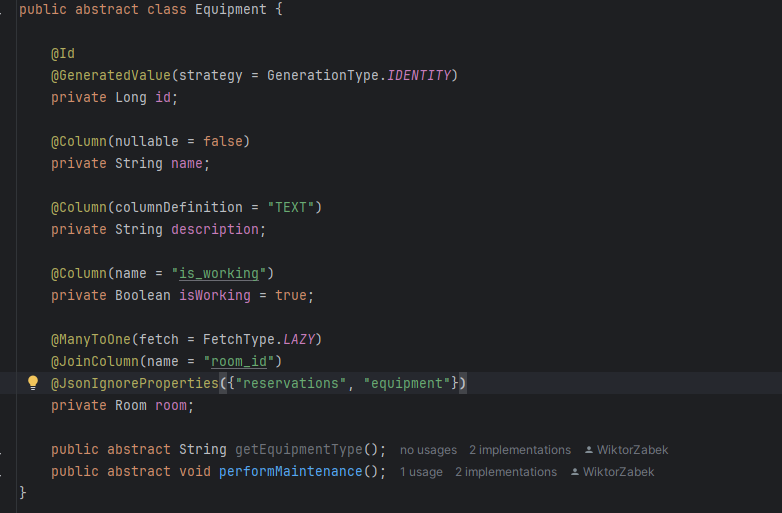 public abstract class Equipment {
@Id
@GeneratedValue(strategy = GenerationType.IDENTITY)
private Long id;
@Column(nullable = false)
private String name;
@Column(columnDefinition = "TEXT")
private String description;
@Column(name = "is_working")
private Boolean isWorking = true;
@ManyToOne(fetch = FetchType.LAZY)
@JoinColumn(name = "room_id")
@JsonIgnoreProperties({"reservations", "equipment"})
private Room room;
public abstract String getEquipmentType(); no usages 2 implementations WiktorZabek
public abstract void performMaintenance(); 1 usage 2 implementations WiktorZabek
}